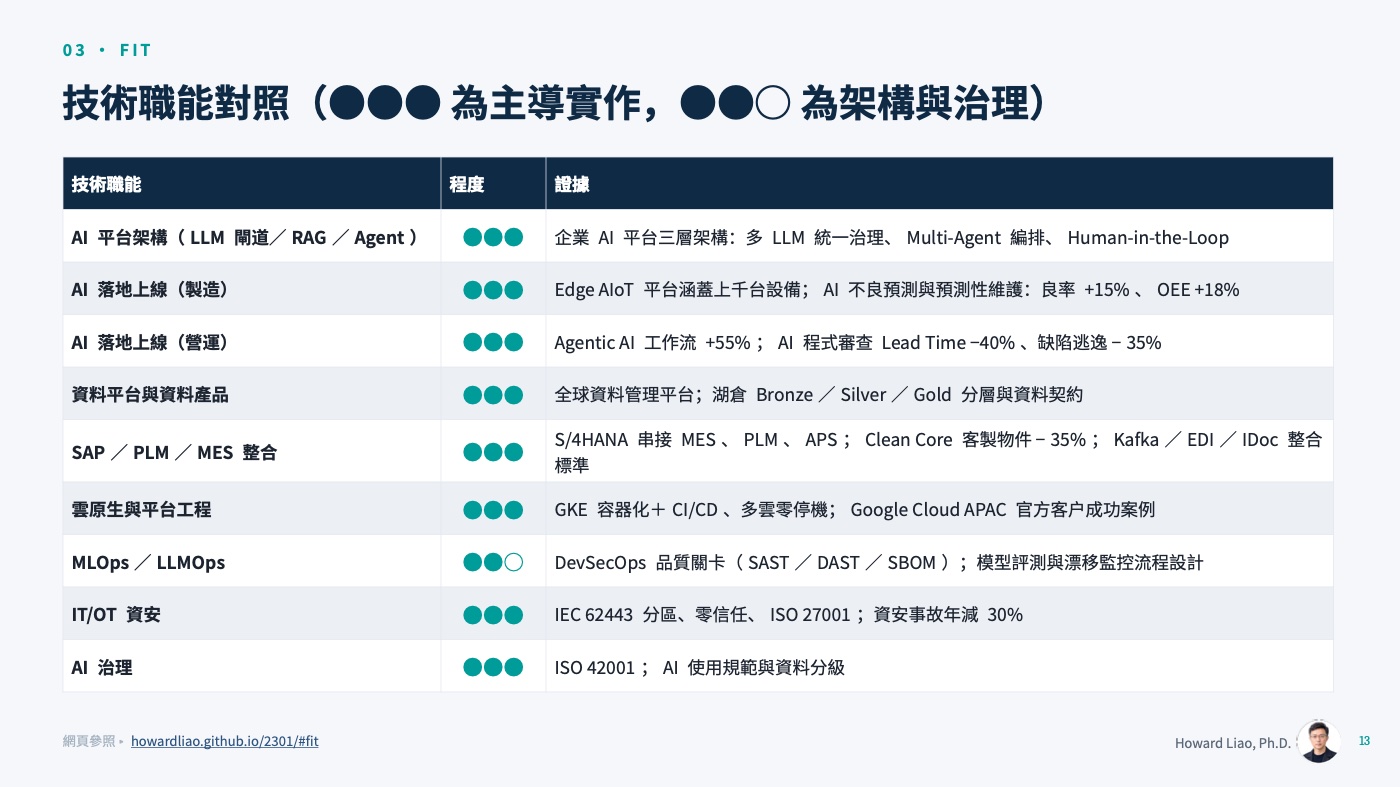 03 • FIT
技術職能對照（●●● 為主導實作，●●○ 為架構與治理）
技術職能 程度 證據
AI 平台架構（ LLM 閘道／ RAG ／ Agent ） ●●● 企業 AI 平台三層架構：多 LLM 統一治理、 Multi-Agent 編排、 Human-in-the-Loop
AI 落地上線（製造） ●●● Edge AIoT 平台涵蓋上千台設備； AI 不良預測與預測性維護：良率 +15% 、 OEE +18%
AI 落地上線（營運） ●●● Agentic AI 工作流 +55% ； AI 程式審查 Lead Time −40% 、缺陷逃逸 − 35%
資料平台與資料產品 ●●● 全球資料管理平台；湖倉 Bronze ／ Silver ／ Gold 分層與資料契約
SAP ／ PLM ／ MES 整合 ●●● S/4HANA 串接 MES 、 PLM 、 APS ； Clean Core 客製物件 − 35% ； Kafka ／ EDI ／ IDoc 整合
標準
雲原生與平台工程 ●●● GKE 容器化＋ CI/CD 、多雲零停機； Google Cloud APAC 官方客户成功案例
MLOps ／ LLMOps ●●○ DevSecOps 品質關卡（ SAST ／ DAST ／ SBOM ）；模型評測與漂移監控流程設計
IT/OT 資安 ●●● IEC 62443 分區、零信任、 ISO 27001 ；資安事故年減 30%
AI 治理 ●●● ISO 42001 ； AI 使用規範與資料分級
網頁參照 ▸ howardliao.github.io/2301/#fit
Howard Liao, Ph.D.
13